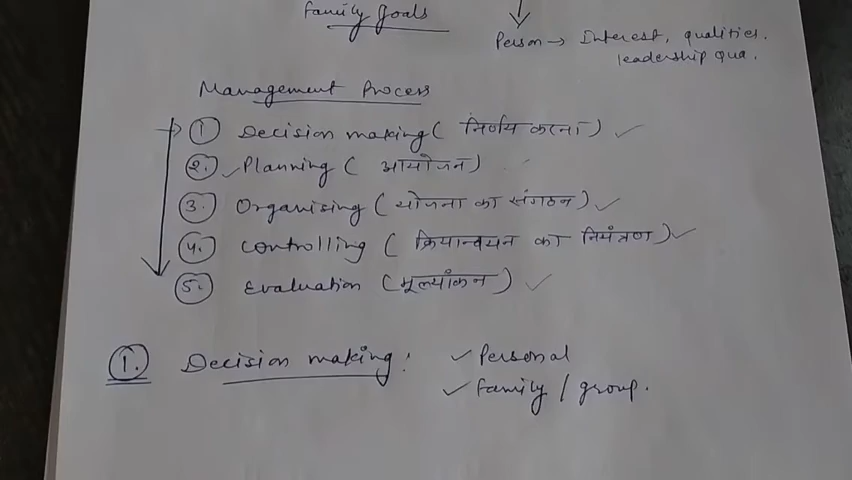 Family Goals
Person → Interest, qualities.
leadership qua.
Management Process
→ ① Decision making ( निर्णय करना ) ✓
②. ✓ Planning ( आयोजन )
③. Organising ( योजना का संगठन ) ✓
④. Controlling ( क्रियान्वयन का नियंत्रण ) ✓
⑤. Evaluation ( मूल्यांकन ) ✓
①. Decision making : ✓ Personal
✓ Family / group.